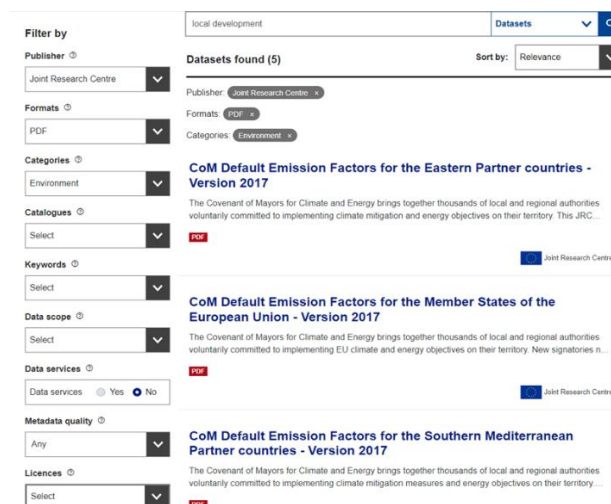 Filter by
Publisher
Joint Research Centre
Formats
PDF
Categories
Environment
Catalogues
Select
Keywords
Select
Data scope
Select
Data services
Data services Yes No
Metadata quality
Any
Licences
Select
local development
Datasets
Datasets found (5)
Sort by: Relevance
Publisher: Joint Research Centre ×
Formats: PDF ×
Categories: Environment ×
CoM Default Emission Factors for the Eastern Partner countries -
Version 2017
The Covenant of Mayors for Climate and Energy brings together thousands of local and regional authorities
voluntarily committed to implementing climate mitigation and energy objectives on their territory. This JRC...
PDF
Joint Research Centre
CoM Default Emission Factors for the Member States of the
European Union - Version 2017
The Covenant of Mayors for Climate and Energy brings together thousands of local and regional authorities
voluntarily committed to implementing EU climate and energy objectives on their territory. New signatories n...
PDF
Joint Research Centre
CoM Default Emission Factors for the Southern Mediterranean
Partner countries - Version 2017
The Covenant of Mayors for Climate and Energy brings together thousands of local and regional authorities
voluntarily committed to implementing climate mitigation measures and energy objectives on their territory....
PDF